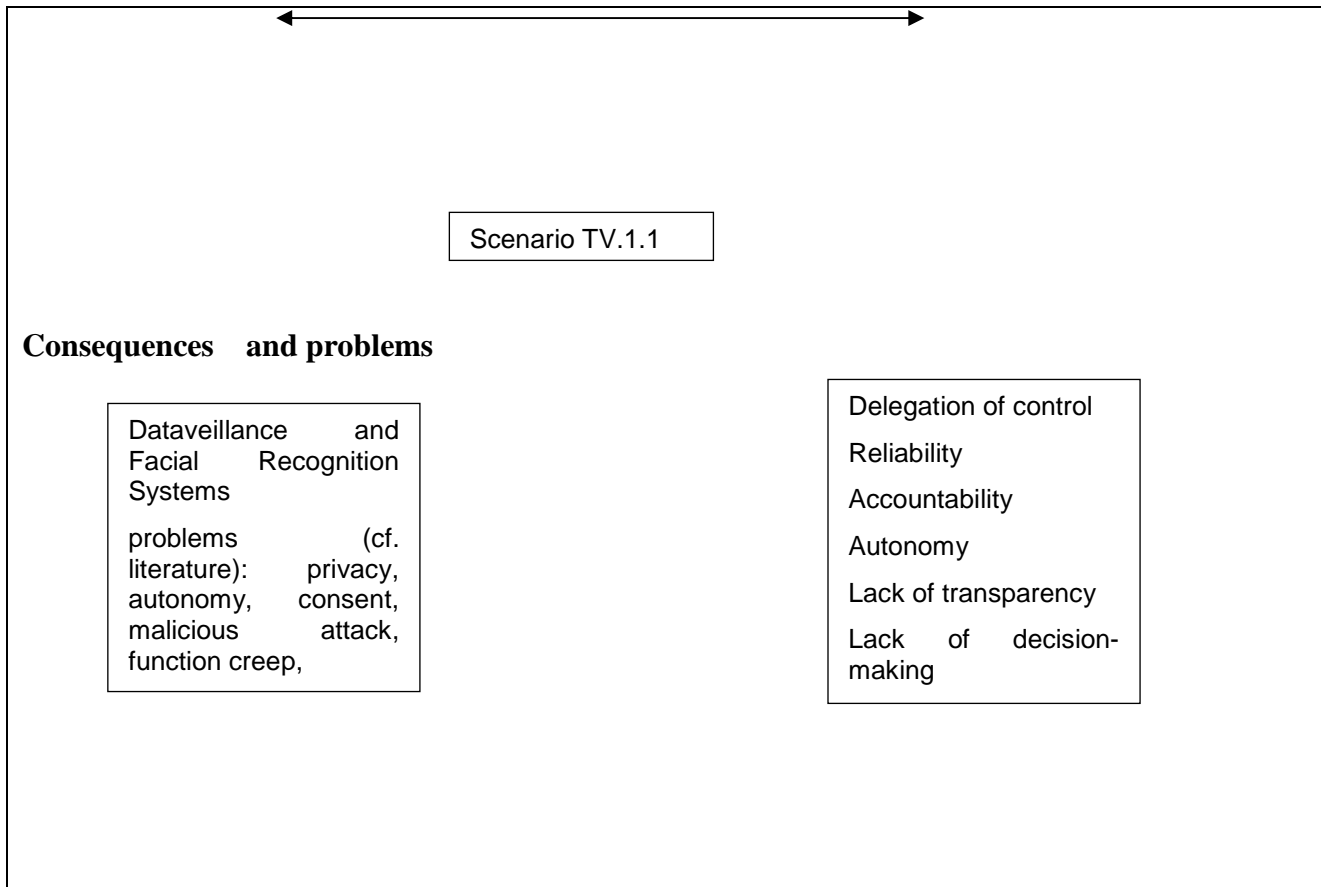 Scenario TV.1.1
Consequences and problems
Dataveillance and
Facial Recognition
Systems
problems (cf.
literature): privacy,
autonomy, consent,
malicious attack,
function creep,
Delegation of control
Reliability
Accountability
Autonomy
Lack of transparency
Lack of decision-
making